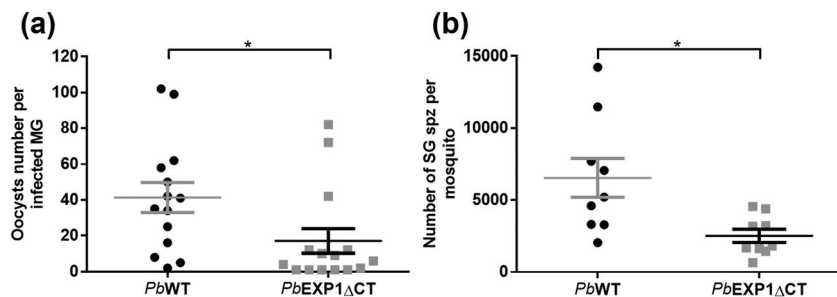 (a)
*
Oocysts number per
infected MG
120
100
80
60
40
20
0
PbWT
PbEXP1ΔCT
(b)
*
Number of SG spz per
mosquito
15000
10000
5000
0
PbWT
PbEXP1ΔCT